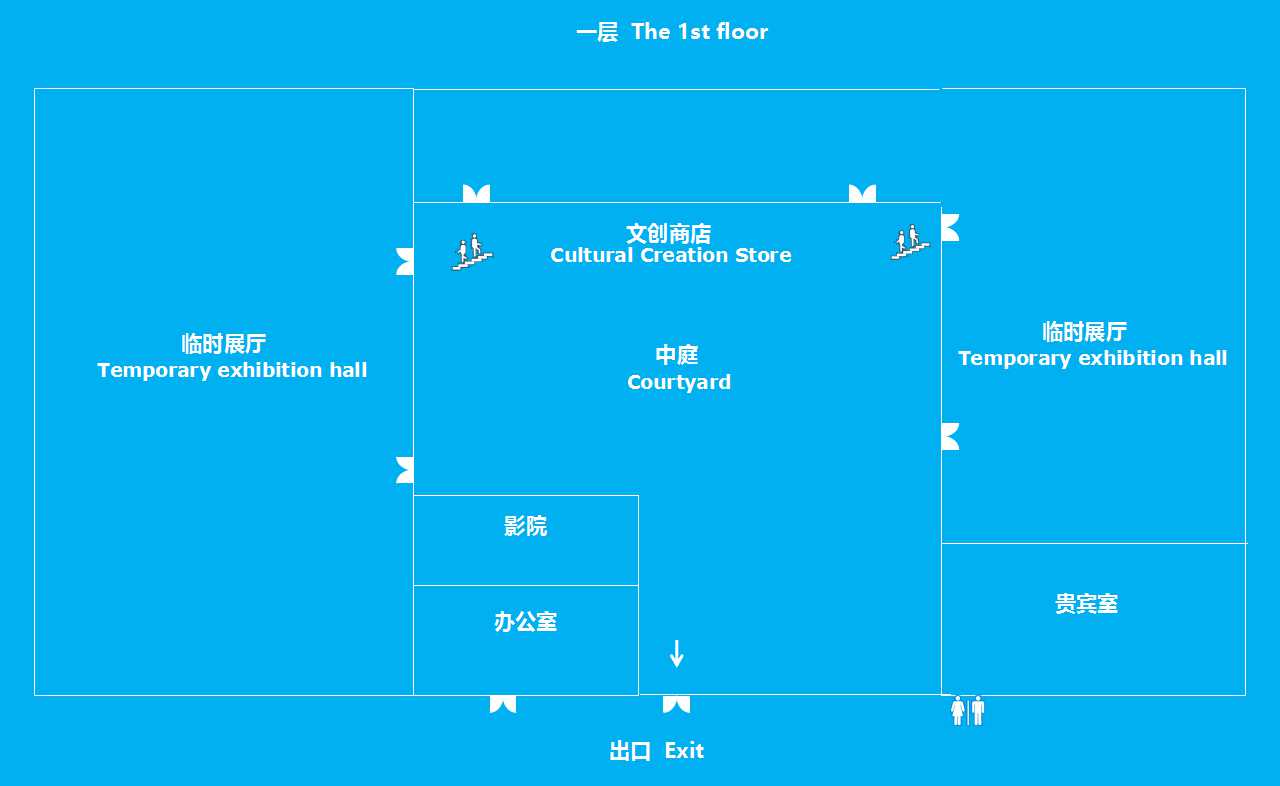 一层 The 1st floor
文创商店
Cultural Creation Store
临时展厅
Temporary exhibition hall
中庭
Courtyard
临时展厅
Temporary exhibition hall
影院
办公室
贵宾室
出口 Exit